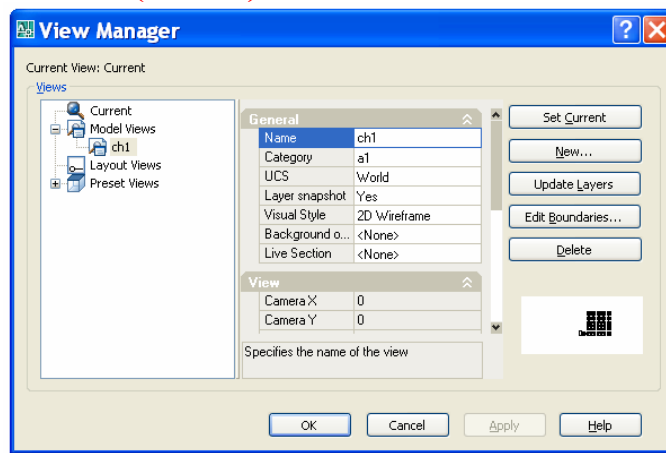 View Manager
Current View: Current
Views
Current
Model Views
ch1
Layout Views
Preset Views
General
Name ch1
Category a1
UCS World
Layer snapshot Yes
Visual Style 2D Wireframe
Background o... <None>
Live Section <None>
View
Camera X 0
Camera Y 0
Specifies the name of the view
Set Current
New...
Update Layers
Edit Boundaries...
Delete
OK Cancel Apply Help